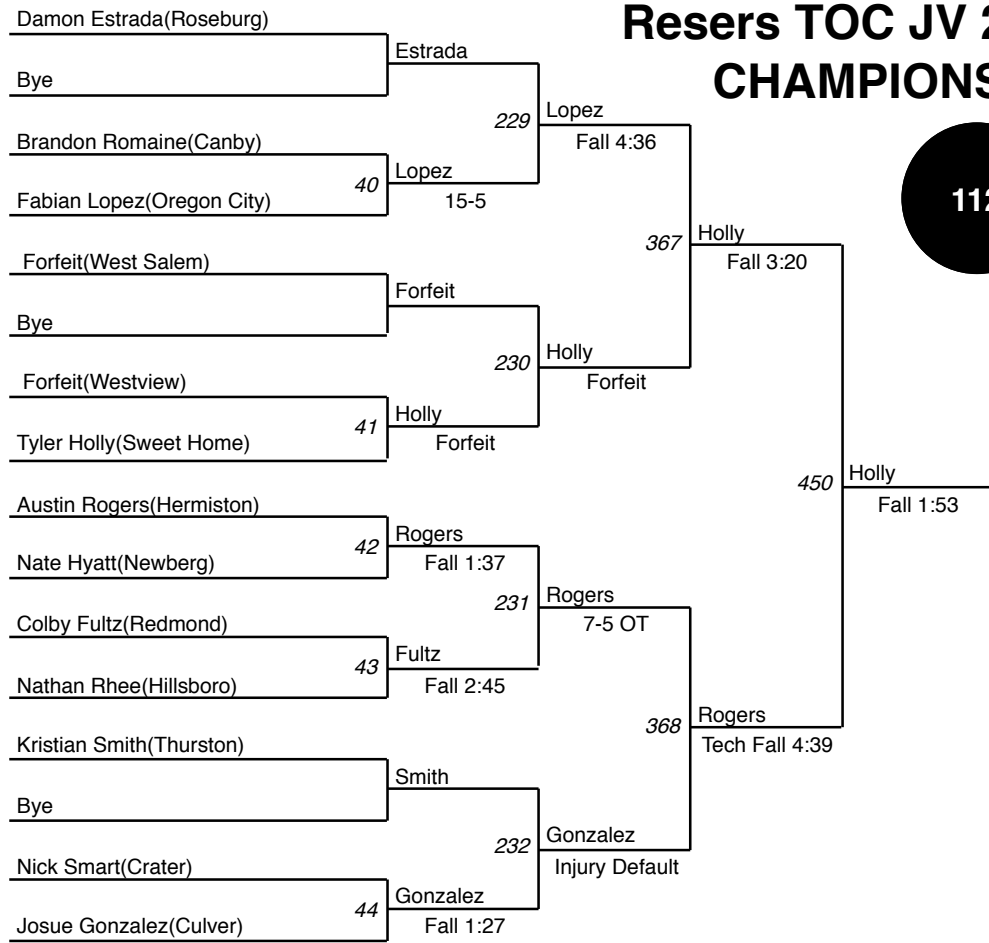 Resers TOC JV 2
CHAMPIONS
112
Damon Estrada(Roseburg)
Bye
Brandon Romaine(Canby)
Fabian Lopez(Oregon City)
Forfeit(West Salem)
Bye
Forfeit(Westview)
Tyler Holly(Sweet Home)
Austin Rogers(Hermiston)
Nate Hyatt(Newberg)
Colby Fultz(Redmond)
Nathan Rhee(Hillsboro)
Kristian Smith(Thurston)
Bye
Nick Smart(Crater)
Josue Gonzalez(Culver)
Estrada
40
Lopez
15-5
Forfeit
41
Holly
Forfeit
42
Rogers
Fall 1:37
43
Fultz
Fall 2:45
Smith
44
Gonzalez
Fall 1:27
229
Lopez
Fall 4:36
230
Holly
Forfeit
231
Rogers
7-5 OT
232
Gonzalez
Injury Default
367
Holly
Fall 3:20
368
Rogers
Tech Fall 4:39
450
Holly
Fall 1:53